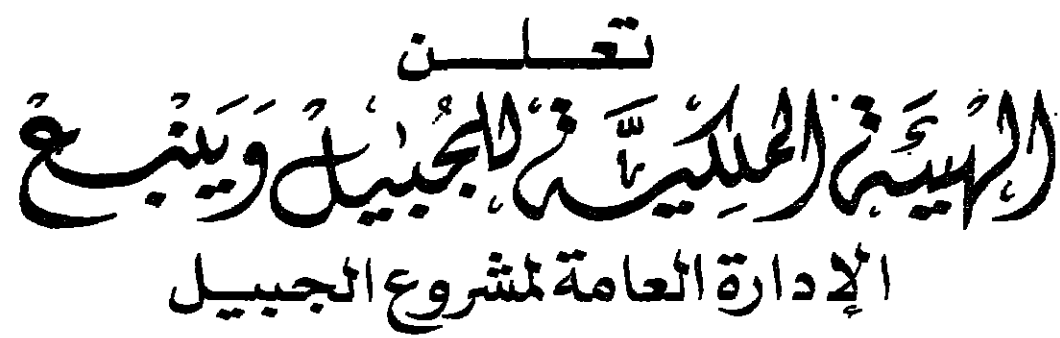 تعلن
الهيئة الملكية للجبيل وينبع
الإدارة العامة لمشروع الجبيل